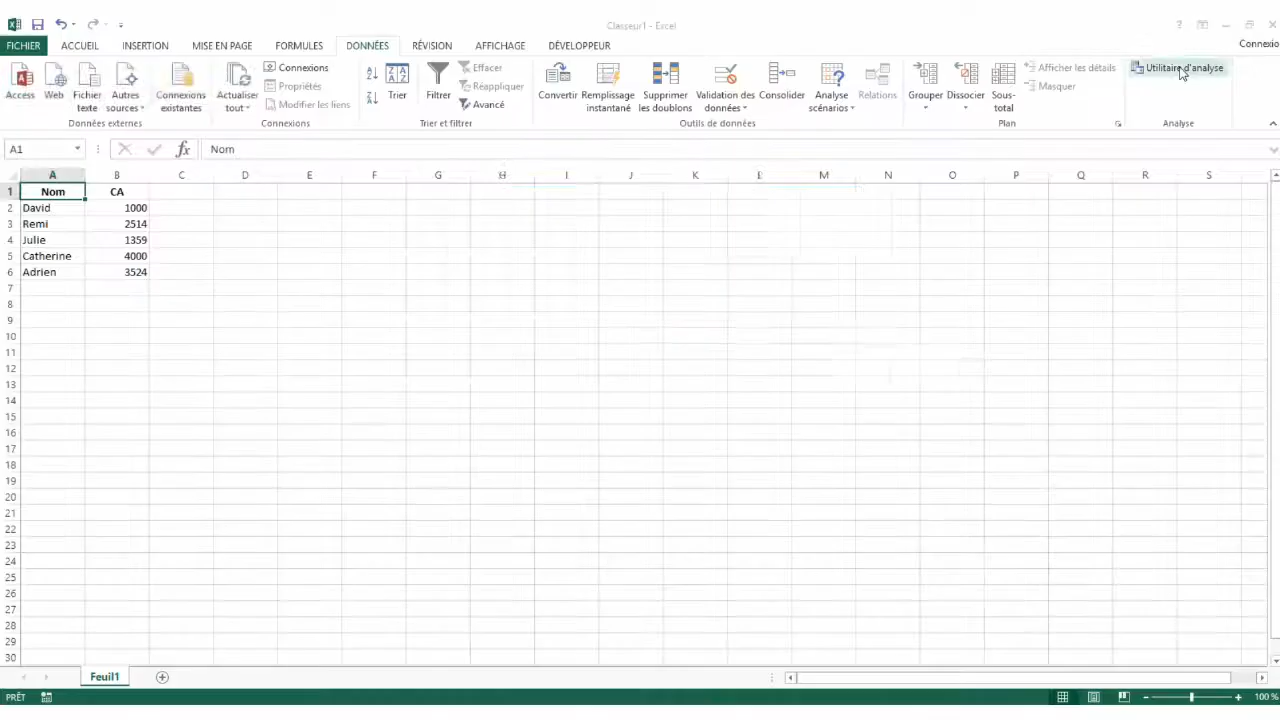 Classeur1 - Excel
FICHIER ACCUEIL INSERTION MISE EN PAGE FORMULES DONNÉES RÉVISION AFFICHAGE DÉVELOPPEUR Connexio
Access
Web
Fichier texte
Autres sources
Connexions existantes
Données externes
Actualiser tout
Connexions
Propriétés
Modifier les liens
Connexions
Trier
Filtrer
Effacer
Réappliquer
Avancé
Trier et filtrer
Convertir
Remplissage instantané
Supprimer les doublons
Validation des données
Consolider
Analyse scénarios
Relations
Outils de données
Grouper
Dissocier
Sous-total
Afficher les détails
Masquer
Plan
Utilitaire d'analyse
Analyse
A1 fx Nom
A B C D E F G H I J K L M N O P Q R S
1 Nom CA
2 David 1000
3 Remi 2514
4 Julie 1359
5 Catherine 4000
6 Adrien 3524
7
8
9
10
11
12
13
14
15
16
17
18
19
20
21
22
23
24
25
26
27
28
29
30
Feuil1
PRÊT 100 %